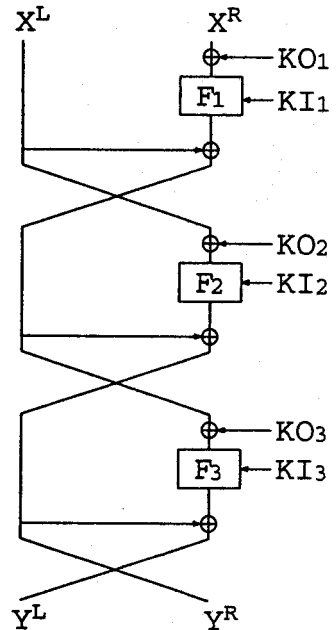 X^L X^R
KO₁
F₁ KI₁
KO₂
F₂ KI₂
KO₃
F₃ KI₃
Y^L Y^R